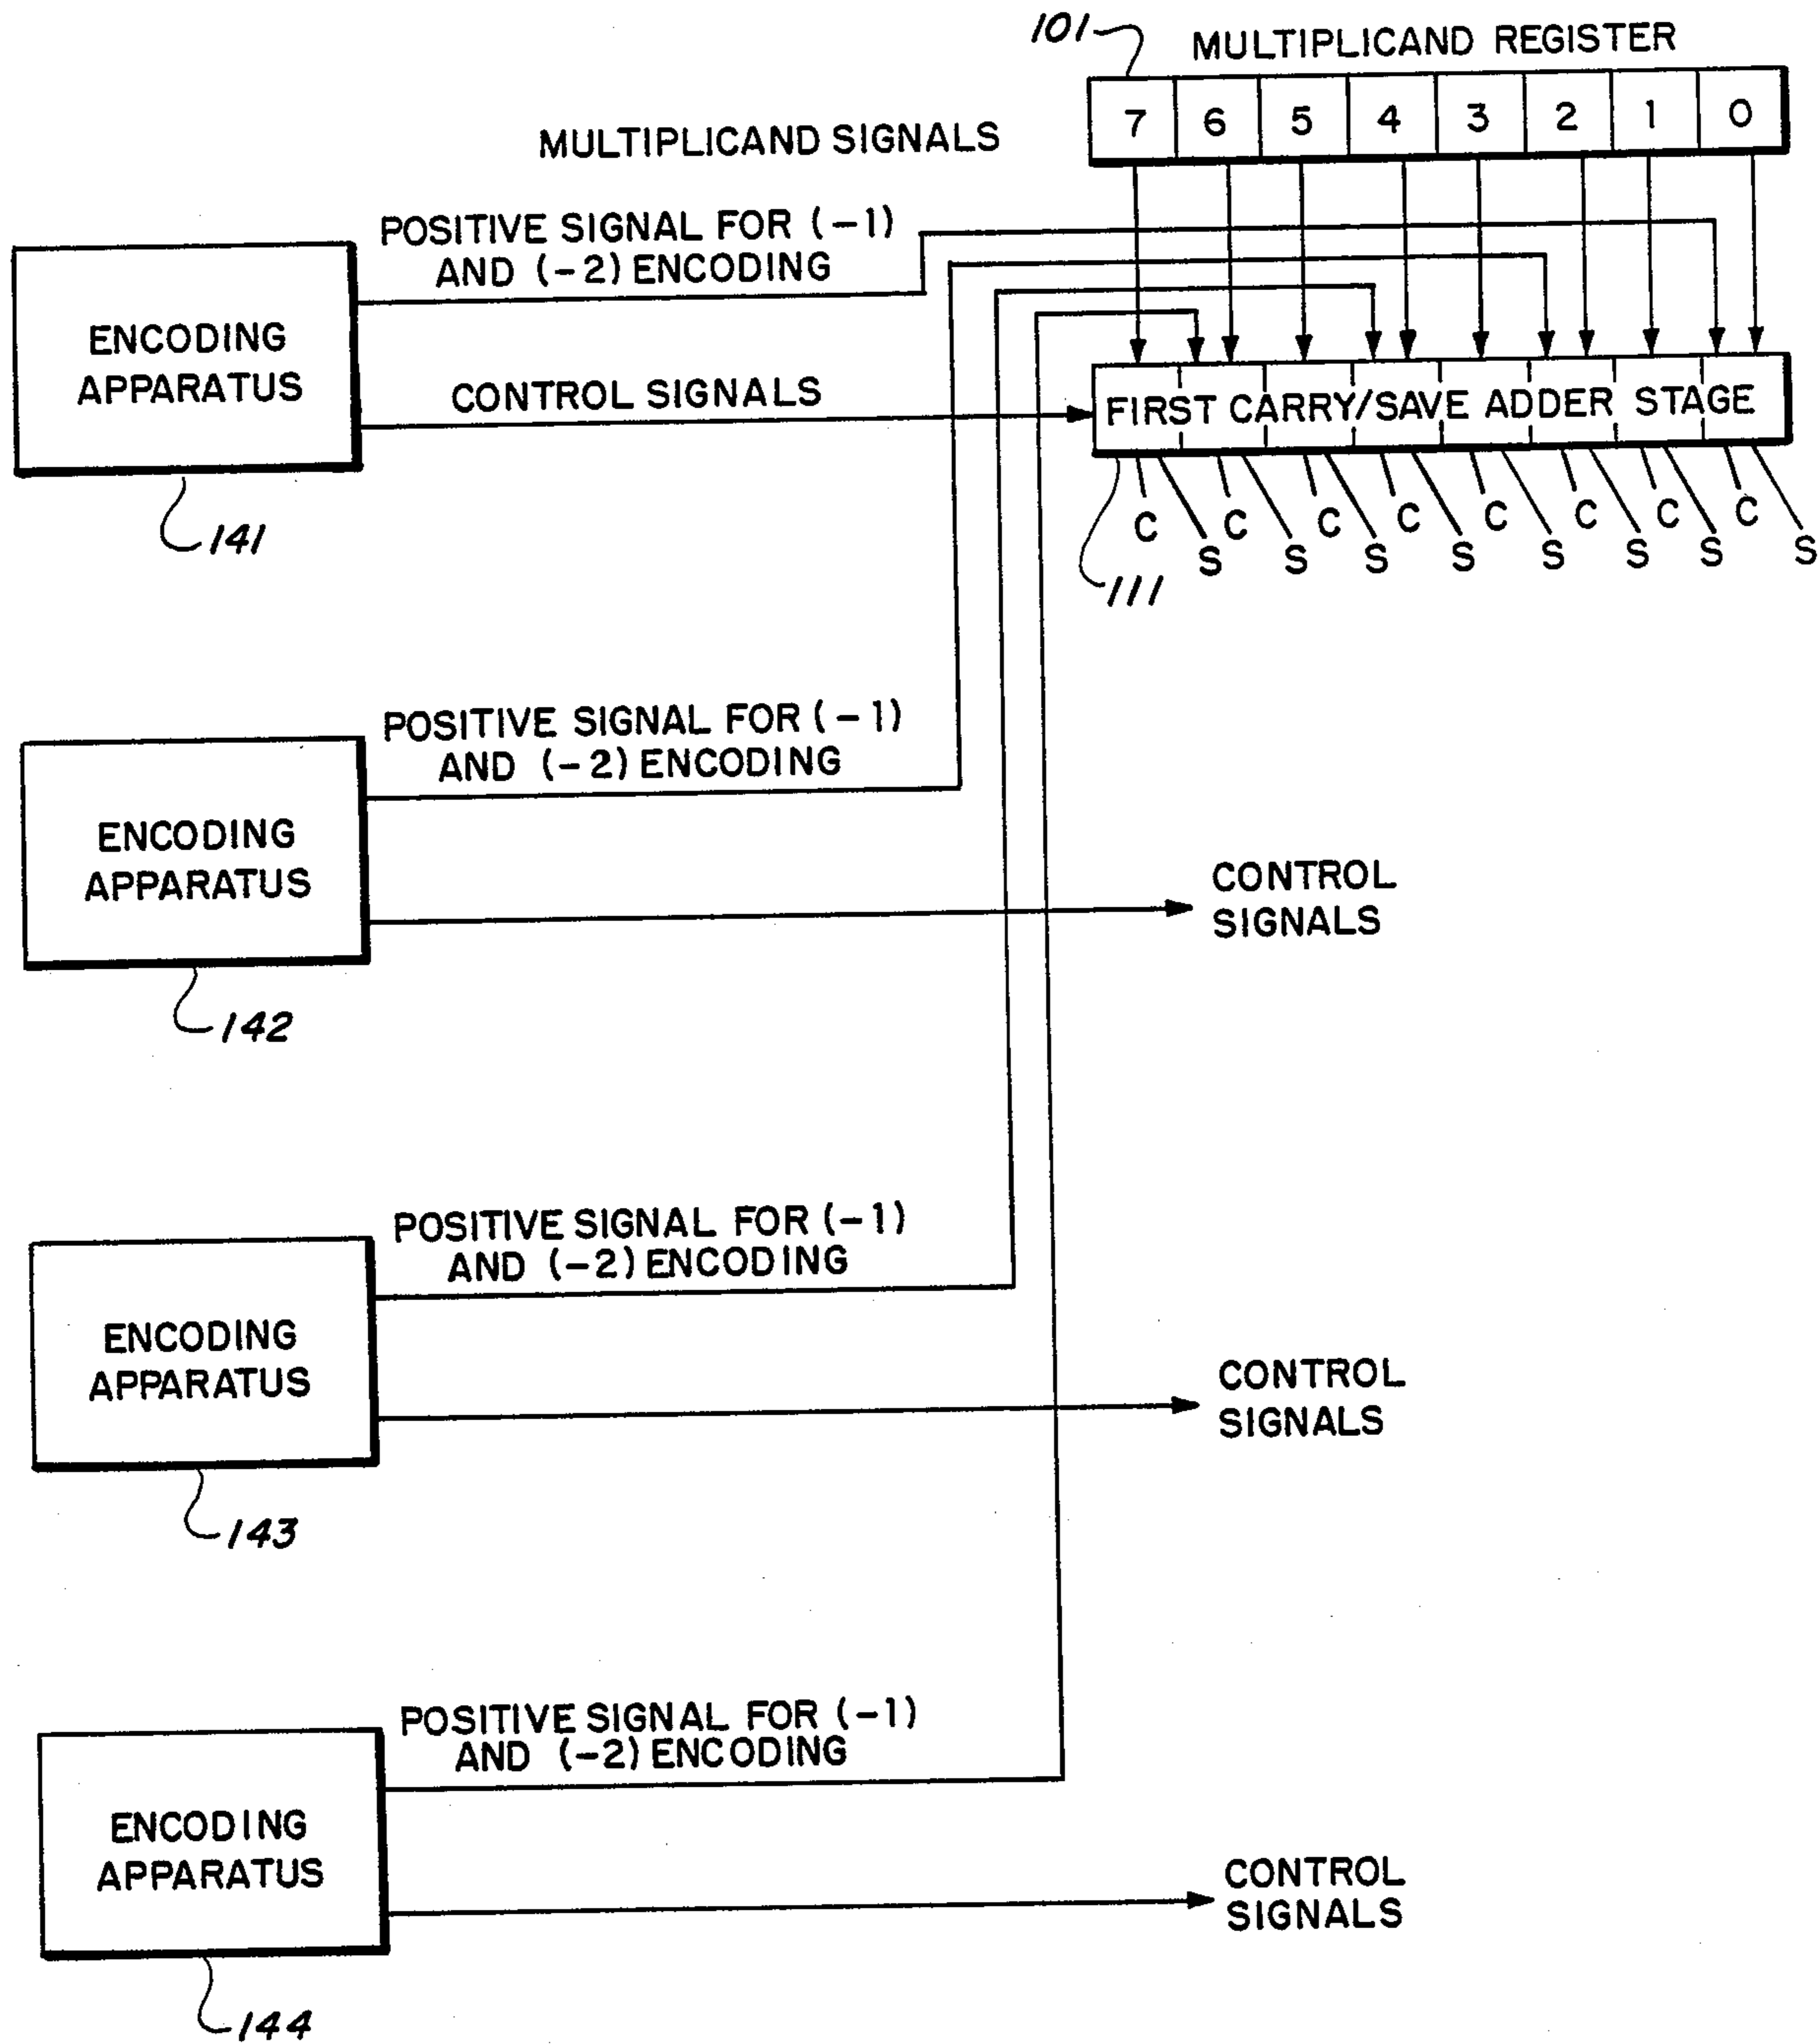 101
MULTIPLICAND REGISTER
7 6 5 4 3 2 1 0
MULTIPLICAND SIGNALS
POSITIVE SIGNAL FOR (-1)
AND (-2) ENCODING
ENCODING
APPARATUS
CONTROL SIGNALS
FIRST CARRY/SAVE ADDER STAGE
C C C C C C C C
S S S S S S S S
141
111
POSITIVE SIGNAL FOR (-1)
AND (-2) ENCODING
ENCODING
APPARATUS
CONTROL
SIGNALS
142
POSITIVE SIGNAL FOR (-1)
AND (-2) ENCODING
ENCODING
APPARATUS
CONTROL
SIGNALS
143
POSITIVE SIGNAL FOR (-1)
AND (-2) ENCODING
ENCODING
APPARATUS
CONTROL
SIGNALS
144